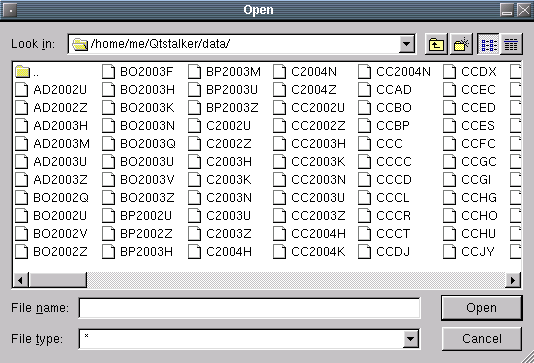 Open
Look in: /home/me/Qtstalker/data/
.. BO2003F BP2003M C2004N CC2004N CCDX
AD2002U BO2003H BP2003U C2004Z CCAD CCEC
AD2002Z BO2003K BP2003Z CC2002U CCBO CCED
AD2003H BO2003N C2002U CC2002Z CCBP CCES
AD2003M BO2003Q C2002Z CC2003H CCC CCFC
AD2003U BO2003U C2003H CC2003K CCCC CCGC
AD2003Z BO2003V C2003K CC2003N CCCD CCGI
BO2002Q BO2003Z C2003N CC2003U CCCL CCHG
BO2002U BP2002U C2003U CC2003Z CCCR CCHO
BO2002V BP2002Z C2003Z CC2004H CCCT CCHU
BO2002Z BP2003H C2004H CC2004K CCDJ CCJY
File name: Open
File type: * Cancel